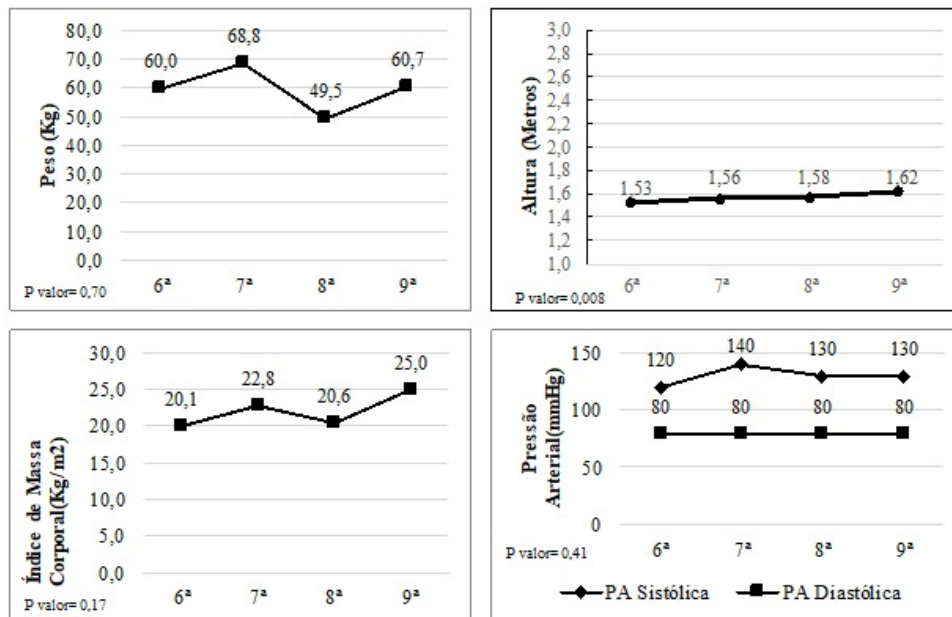 Peso (Kg)
80,0
70,0
60,0
50,0
40,0
30,0
20,0
10,0
0,0
60,0
68,8
49,5
60,7
6ª 7ª 8ª 9ª
P valor= 0,70
Altura (Metros)
3,0
2,8
2,6
2,4
2,2
2,0
1,8
1,6
1,4
1,2
1,0
1,53
1,56
1,58
1,62
6ª 7ª 8ª 9ª
P valor= 0,008
Índice de Massa
Corporal(Kg/m2)
30,0
25,0
20,0
15,0
10,0
5,0
0,0
20,1
22,8
20,6
25,0
6ª 7ª 8ª 9ª
P valor= 0,17
Pressão
Arterial(mmHg)
150
100
50
0
120
140
130
130
80 80 80 80
6ª 7ª 8ª 9ª
P valor= 0,41
PA Sistólica PA Diastólica